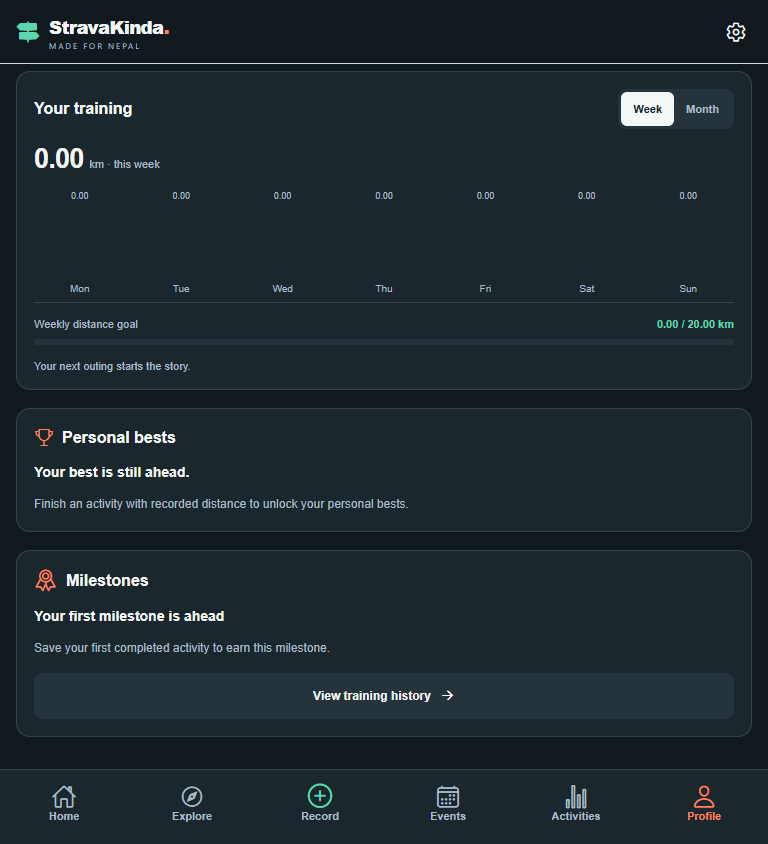 StravaKinda.
MADE FOR NEPAL
Your training
Week Month
0.00 km · this week
0.00 0.00 0.00 0.00 0.00 0.00 0.00
Mon Tue Wed Thu Fri Sat Sun
Weekly distance goal 0.00 / 20.00 km
Your next outing starts the story.
Personal bests
Your best is still ahead.
Finish an activity with recorded distance to unlock your personal bests.
Milestones
Your first milestone is ahead
Save your first completed activity to earn this milestone.
View training history →
Home Explore Record Events Activities Profile